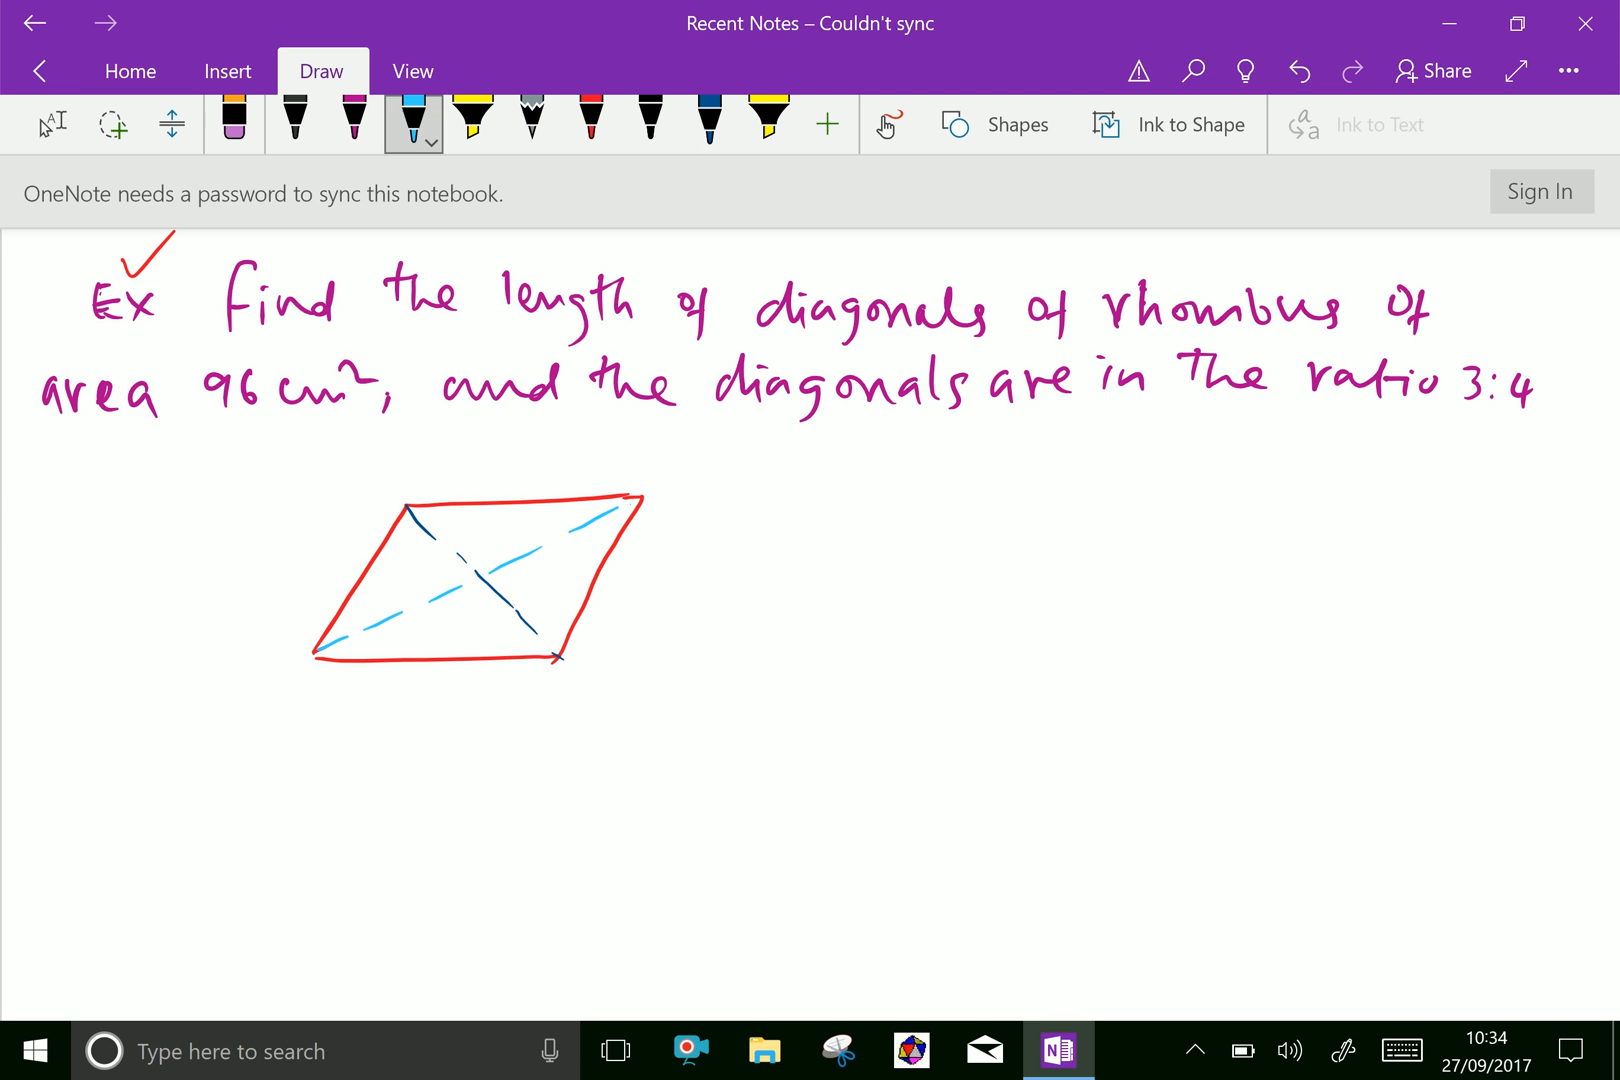 Recent Notes – Couldn't sync
Home Insert Draw View Share
Shapes Ink to Shape Ink to Text
OneNote needs a password to sync this notebook. Sign In
Ex find the length of diagonals of rhombus of
area 96 cm², and the diagonals are in the ratio 3:4
Type here to search
10:34
27/09/2017